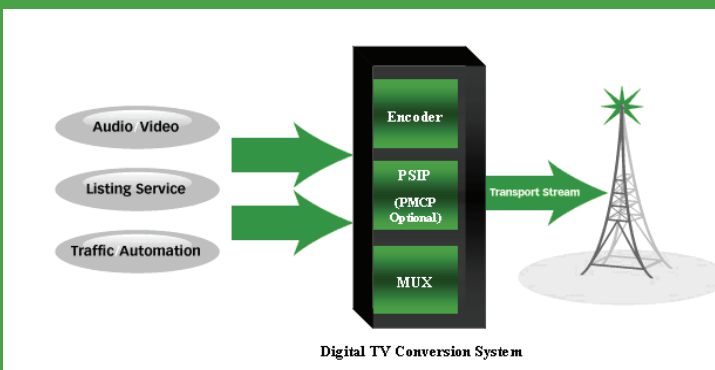 Audio/Video
Listing Service
Traffic Automation
Encoder
PSIP
(PMCP
Optional)
MUX
Transport Stream
Digital TV Conversion System